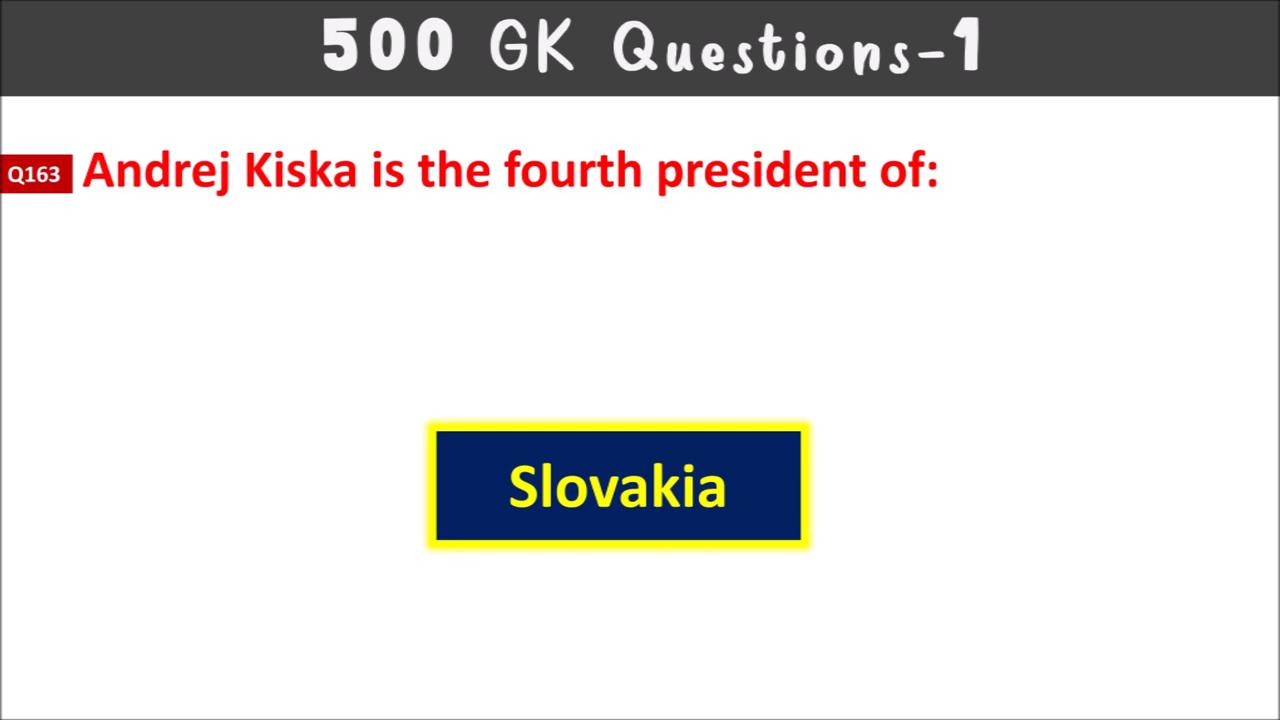 500 GK Questions-1
Q163 Andrej Kiska is the fourth president of:
Slovakia